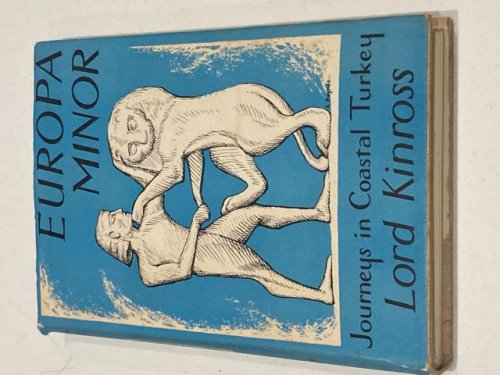 EUROPA
MINOR
Journeys in Coastal Turkey
Lord Kinross